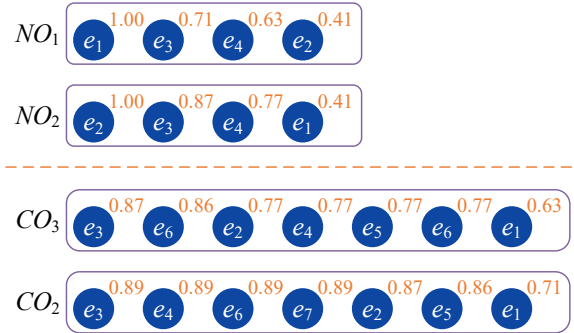 NO₁ e₁ 1.00 e₃ 0.71 e₄ 0.63 e₂ 0.41
NO₂ e₂ 1.00 e₃ 0.87 e₄ 0.77 e₁ 0.41
CO₃ e₃ 0.87 e₆ 0.86 e₂ 0.77 e₄ 0.77 e₅ 0.77 e₆ 0.77 e₁ 0.63
CO₂ e₃ 0.89 e₄ 0.89 e₆ 0.89 e₇ 0.89 e₂ 0.87 e₅ 0.86 e₁ 0.71